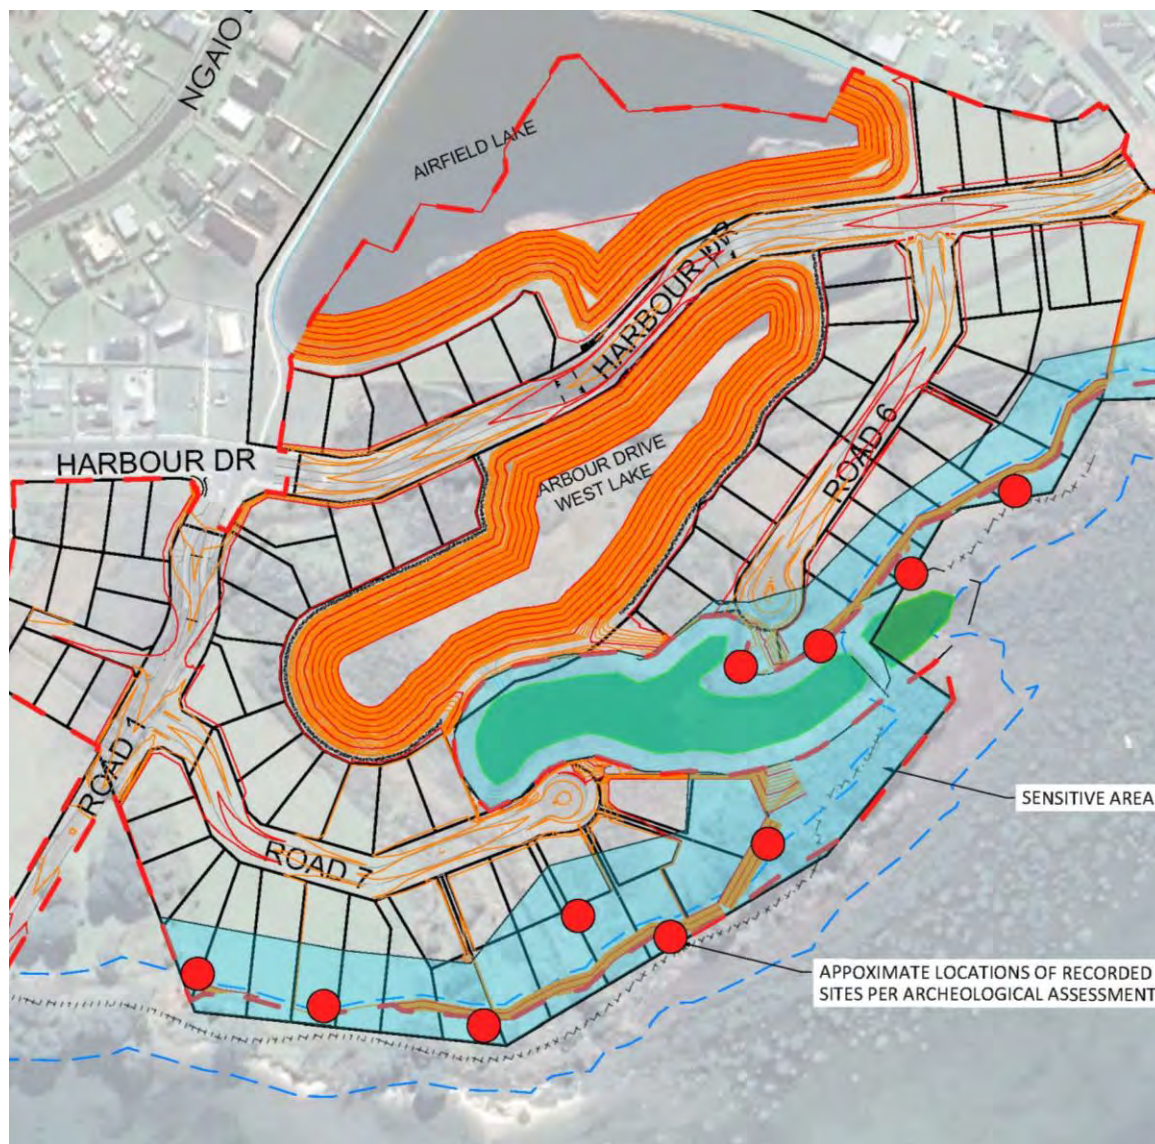 NGAIO
AIRFIELD LAKE
HARBOUR DR
HARBOUR DR
ARBOUR DRIVE
WEST LAKE
ROAD 6
ROAD 1
ROAD 7
SENSITIVE AREA
APPOXIMATE LOCATIONS OF RECORDED
SITES PER ARCHEOLOGICAL ASSESSMENT